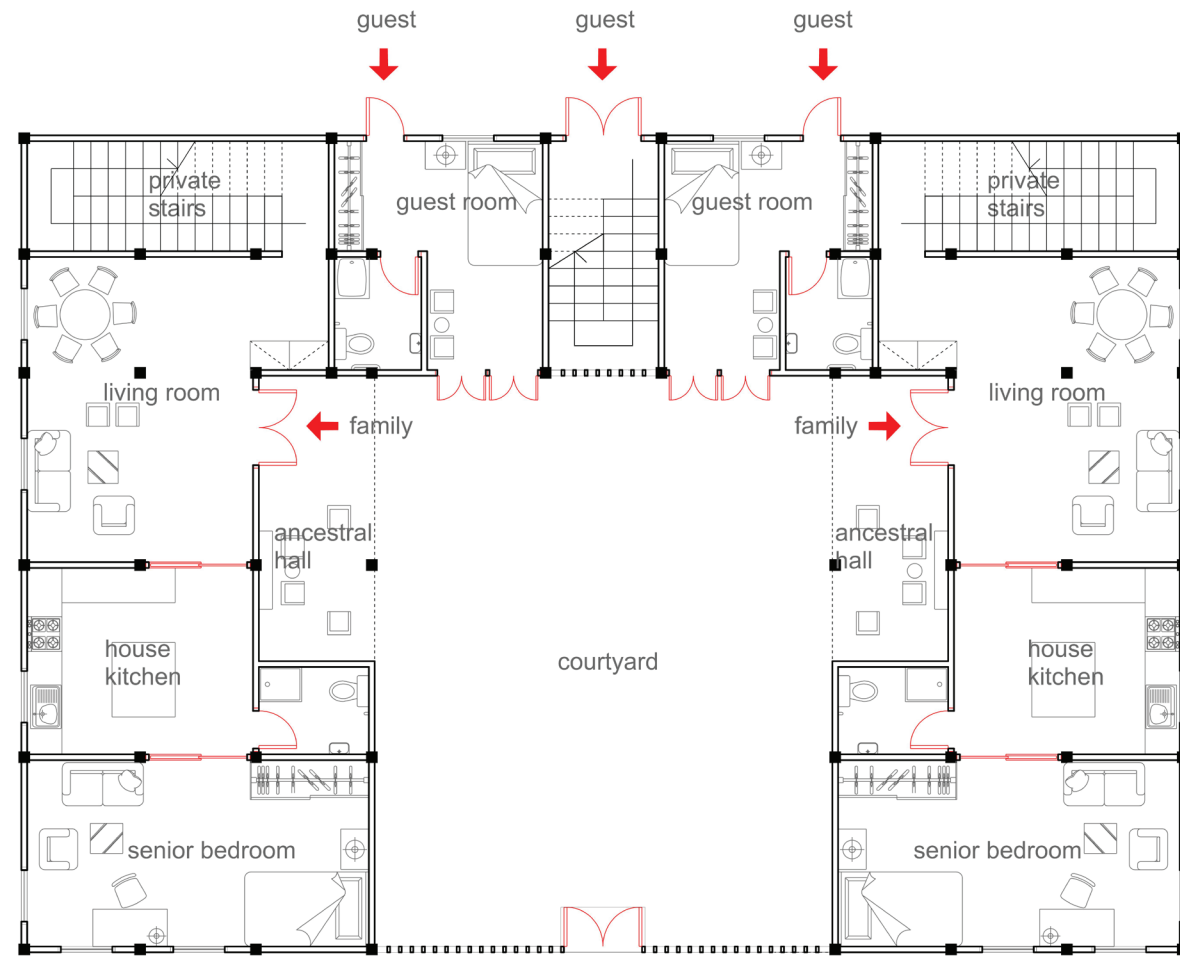 guest
guest
guest
private
stairs
private
stairs
guest room
guest room
living room
living room
family
family
ancestral
hall
ancestral
hall
house
kitchen
courtyard
house
kitchen
senior bedroom
senior bedroom